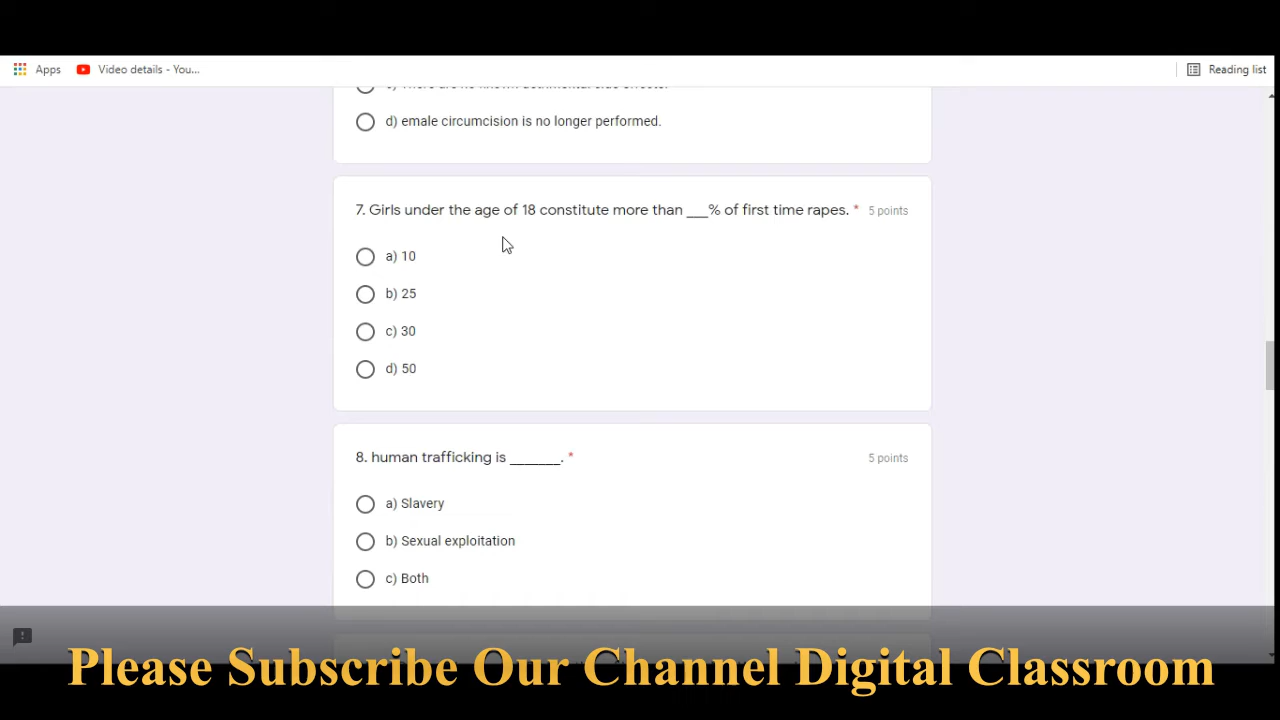 Apps Video details - You... Reading list
d) emale circumcision is no longer performed.
7. Girls under the age of 18 constitute more than ___% of first time rapes. * 5 points
a) 10
b) 25
c) 30
d) 50
8. human trafficking is _______. * 5 points
a) Slavery
b) Sexual exploitation
c) Both
Please Subscribe Our Channel Digital Classroom